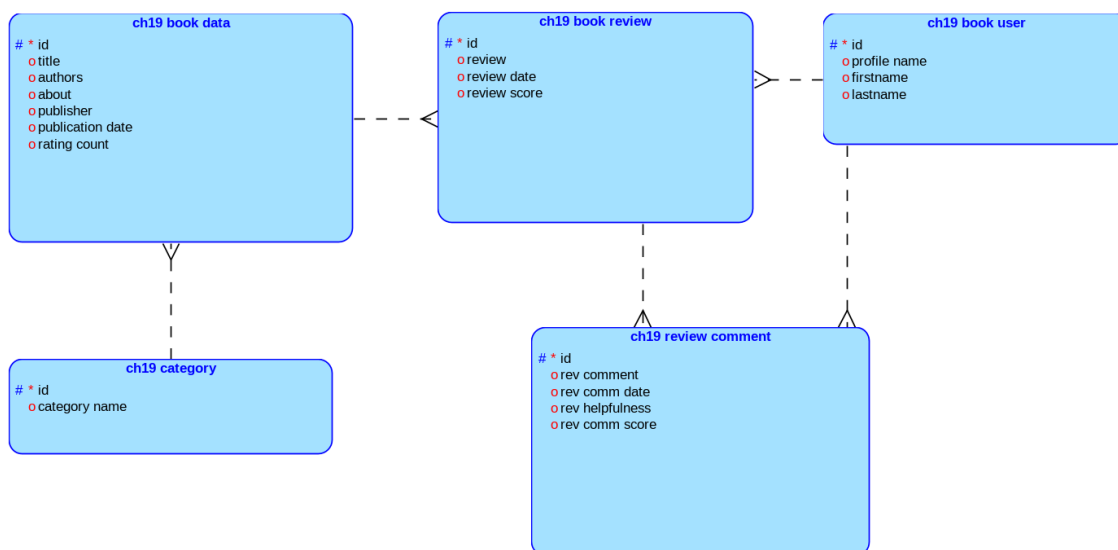 ch19 book data
# * id
o title
o authors
o about
o publisher
o publication date
o rating count
ch19 book review
# * id
o review
o review date
o review score
ch19 book user
# * id
o profile name
o firstname
o lastname
ch19 category
# * id
o category name
ch19 review comment
# * id
o rev comment
o rev comm date
o rev helpfulness
o rev comm score